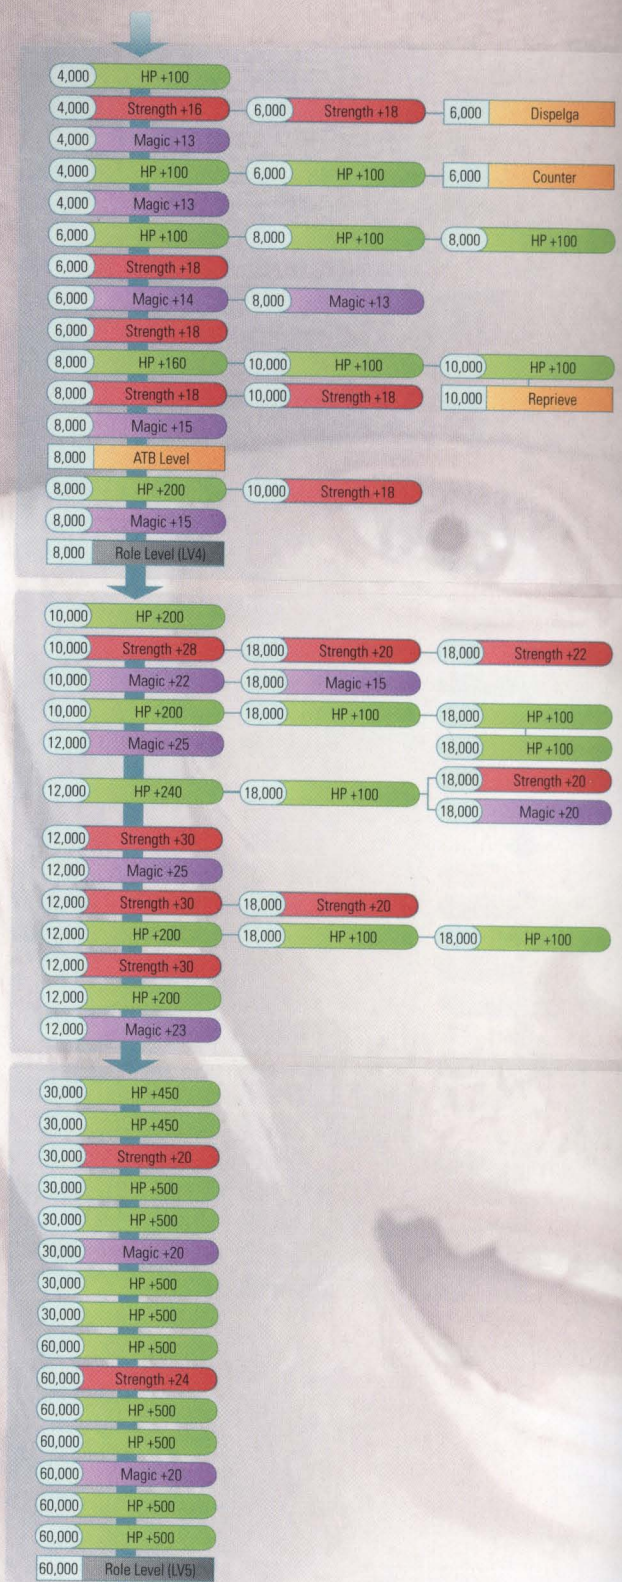 4,000 HP +100
4,000 Strength +16 6,000 Strength +18 6,000 Dispelga
4,000 Magic +13
4,000 HP +100 6,000 HP +100 6,000 Counter
4,000 Magic +13
6,000 HP +100 8,000 HP +100 8,000 HP +100
6,000 Strength +18
6,000 Magic +14 8,000 Magic +13
6,000 Strength +18
8,000 HP +160 10,000 HP +100 10,000 HP +100
8,000 Strength +18 10,000 Strength +18 10,000 Reprieve
8,000 Magic +15
8,000 ATB Level
8,000 HP +200 10,000 Strength +18
8,000 Magic +15
8,000 Role Level (LV4)
10,000 HP +200
10,000 Strength +28 18,000 Strength +20 18,000 Strength +22
10,000 Magic +22 18,000 Magic +15
10,000 HP +200 18,000 HP +100 18,000 HP +100
12,000 Magic +25 18,000 HP +100
18,000 Strength +20
12,000 HP +240 18,000 HP +100
18,000 Magic +20
12,000 Strength +30
12,000 Magic +25
12,000 Strength +30 18,000 Strength +20
12,000 HP +200 18,000 HP +100 18,000 HP +100
12,000 Strength +30
12,000 HP +200
12,000 Magic +23
30,000 HP +450
30,000 HP +450
30,000 Strength +20
30,000 HP +500
30,000 HP +500
30,000 Magic +20
30,000 HP +500
30,000 HP +500
60,000 HP +500
60,000 Strength +24
60,000 HP +500
60,000 HP +500
60,000 Magic +20
60,000 HP +500
60,000 HP +500
60,000 Role Level (LV5)